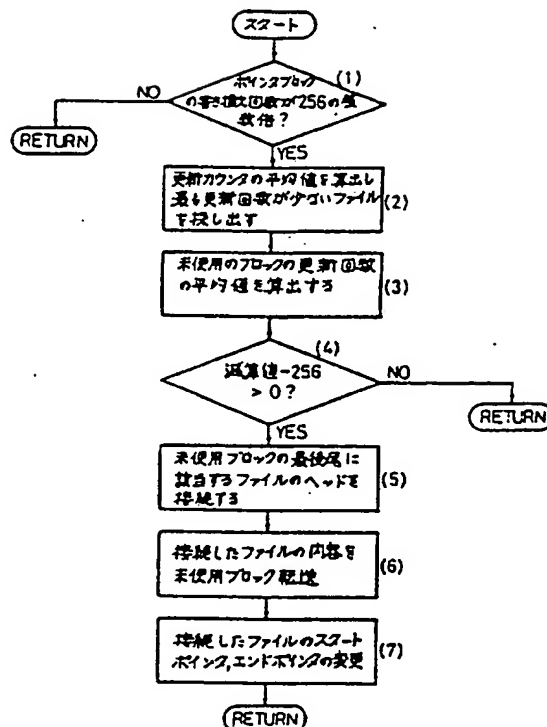 スタート
(1)
ポインタブロック
の書き換え回数が256の整
数倍?
NO
RETURN
YES
更新カウンタの平均値を算出し
最も更新回数が少ないファイル
を探し出す
(2)
未使用のブロックの更新回数
の平均値を算出する
(3)
(4)
減算値-256
> 0?
NO
RETURN
YES
未使用ブロックの最後尾に
該当するファイルのヘッドを
接続する
(5)
接続したファイルの内容を
未使用ブロック転送
(6)
接続したファイルのスタート
ポインタ,エンドポインタの変更
(7)
RETURN